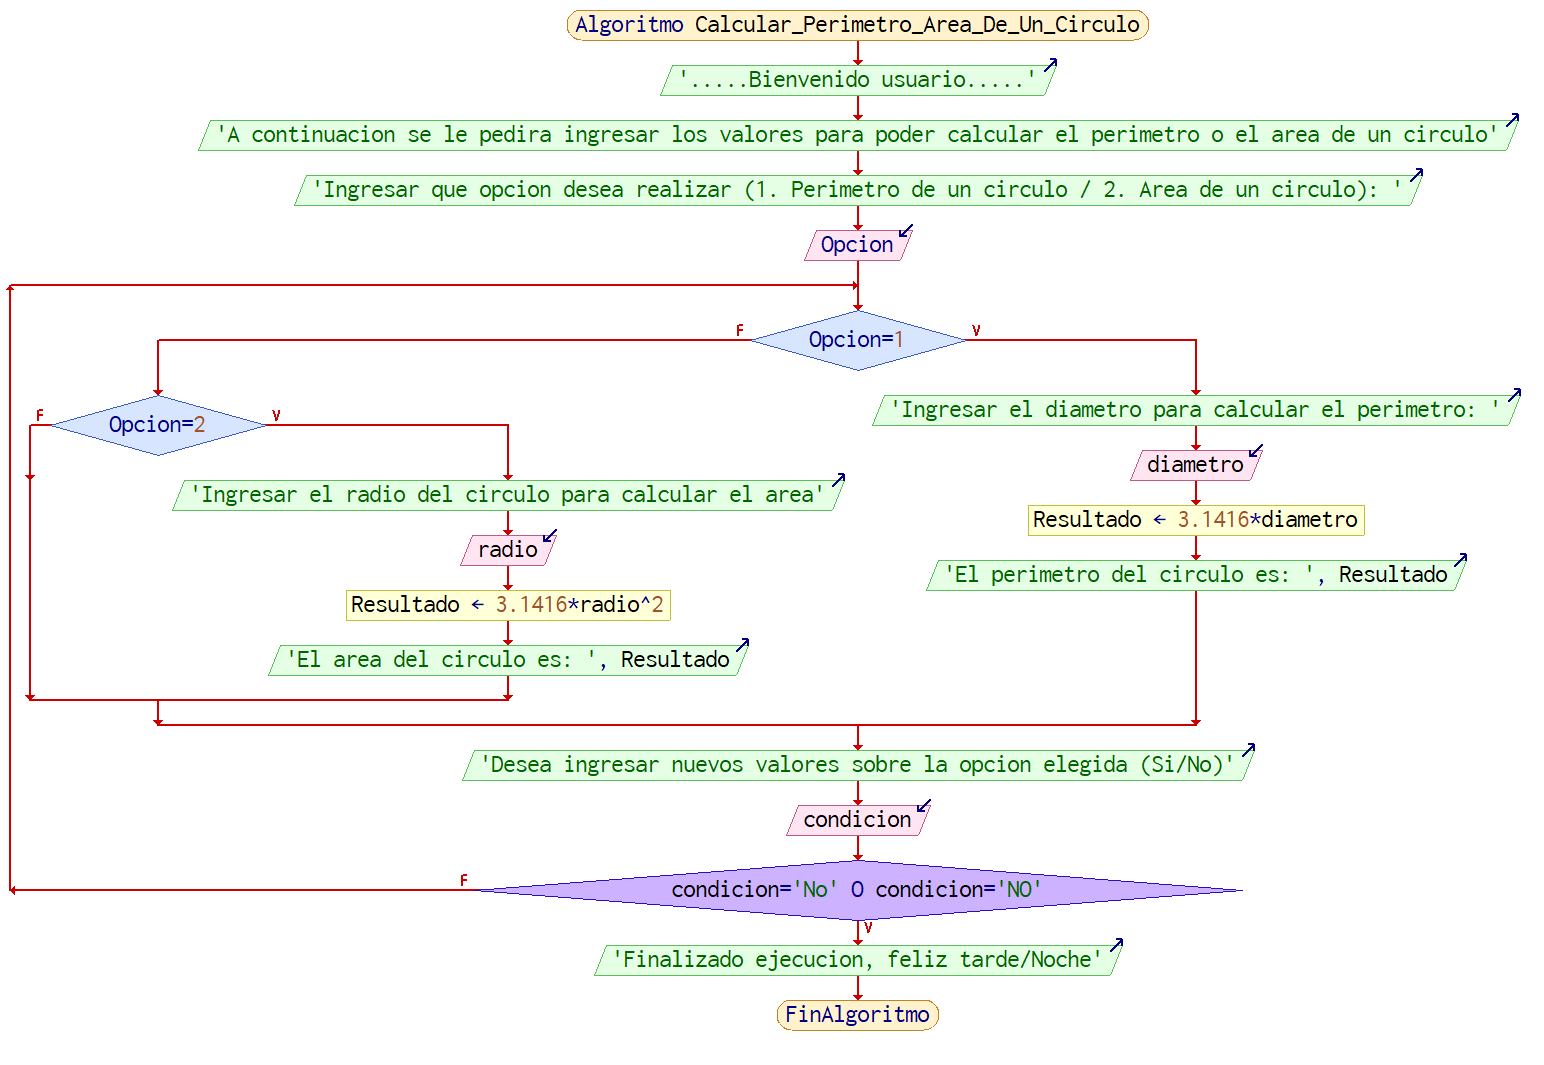 Algoritmo Calcular_Perimetro_Area_De_Un_Circulo
'.....Bienvenido usuario.....'
'A continuacion se le pedira ingresar los valores para poder calcular el perimetro o el area de un circulo'
'Ingresar que opcion desea realizar (1. Perimetro de un circulo / 2. Area de un circulo): '
Opcion
F
Opcion=1
V
F
Opcion=2
V
'Ingresar el radio del circulo para calcular el area'
radio
Resultado ← 3.1416*radio^2
'El area del circulo es: ', Resultado
'Ingresar el diametro para calcular el perimetro: '
diametro
Resultado ← 3.1416*diametro
'El perimetro del circulo es: ', Resultado
'Desea ingresar nuevos valores sobre la opcion elegida (Si/No)'
condicion
F
condicion='No' O condicion='NO'
V
'Finalizado ejecucion, feliz tarde/Noche'
FinAlgoritmo